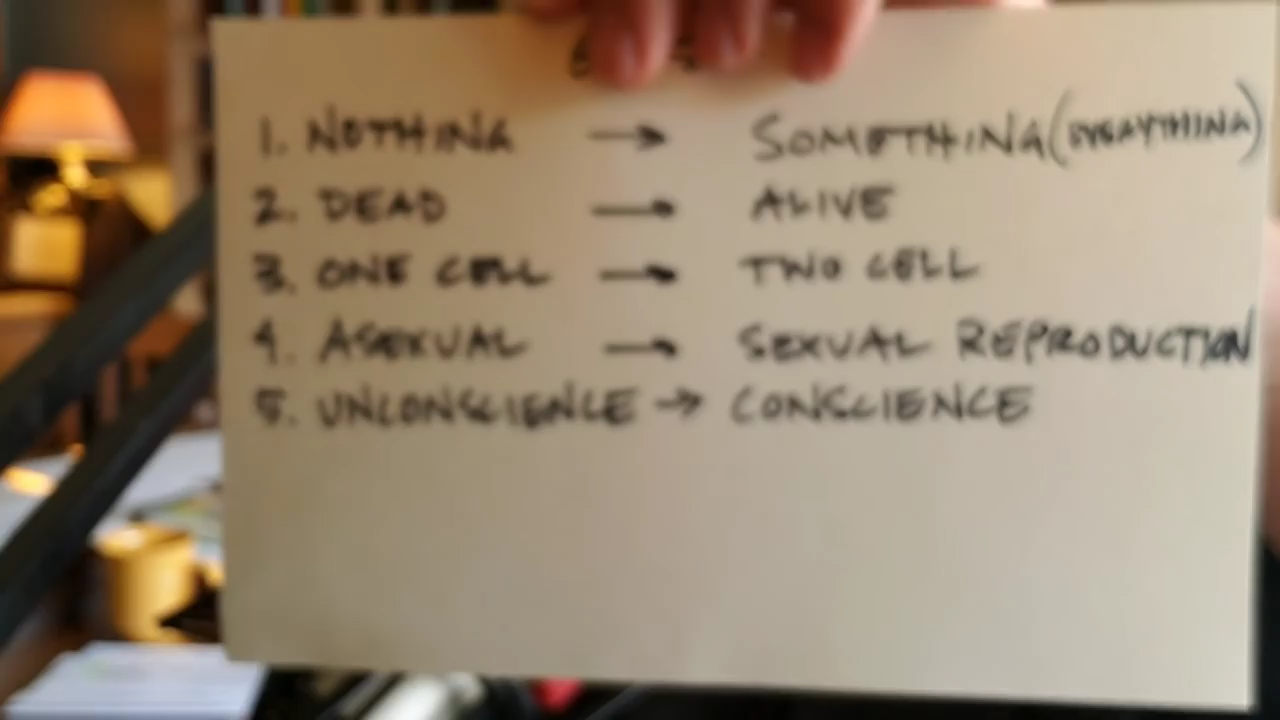 1. NOTHING → SOMETHING (EVERYTHING)
2. DEAD → ALIVE
3. ONE CELL → TWO CELL
4. ASEXUAL → SEXUAL REPRODUCTION
5. UNCONSCIENCE → CONSCIENCE